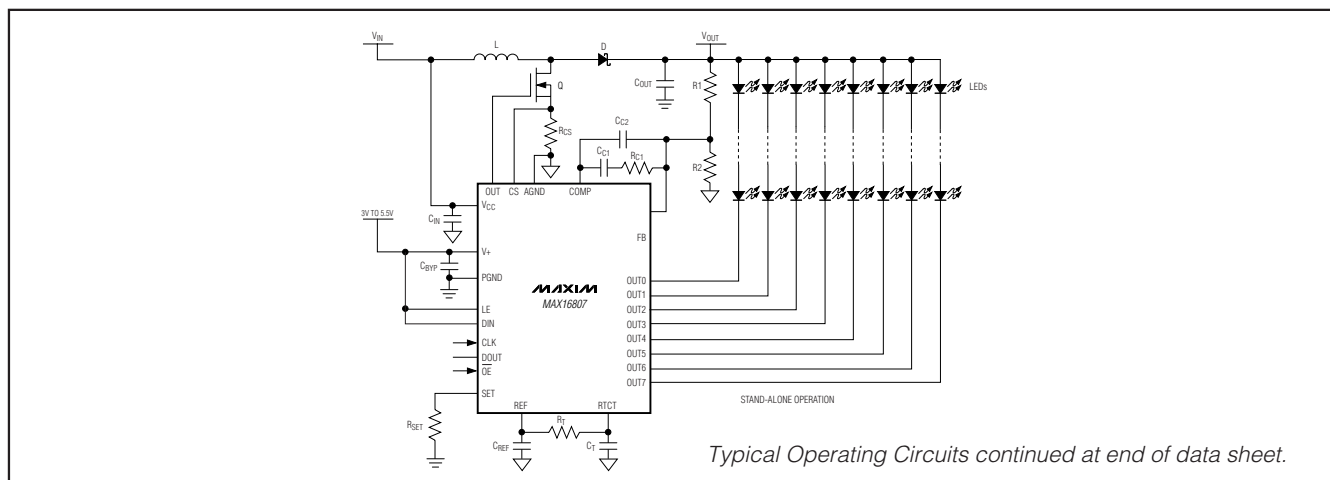 VIN
L
D
VOUT
Q
COUT
R1
LEDs
RCS
CC2
CC1
RC1
R2
OUT
CS
AGND
COMP
VCC
CIN
3V TO 5.5V
FB
V+
CBYP
PGND
MAXIM
MAX16807
OUT0
OUT1
OUT2
OUT3
OUT4
OUT5
OUT6
OUT7
LE
DIN
CLK
DOUT
OE
SET
RSET
REF
RTCT
RT
CREF
CT
STAND-ALONE OPERATION
Typical Operating Circuits continued at end of data sheet.